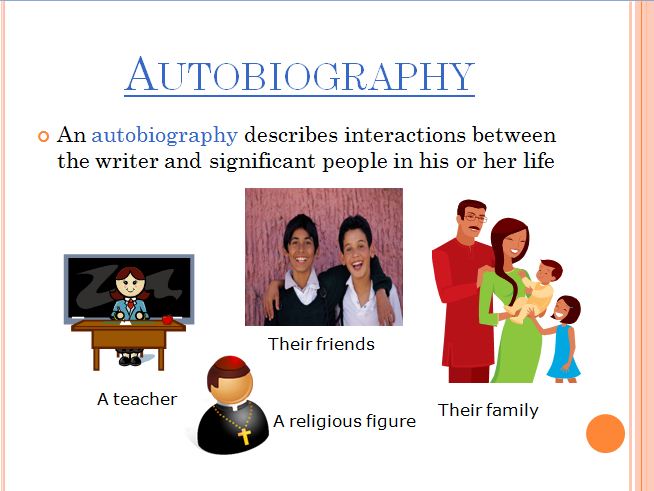 AUTOBIOGRAPHY
An autobiography describes interactions between
the writer and significant people in his or her life
Their friends
A teacher
A religious figure
Their family